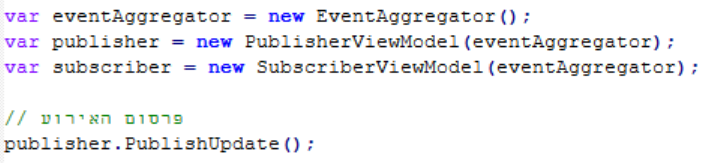 var eventAggregator = new EventAggregator();
var publisher = new PublisherViewModel(eventAggregator);
var subscriber = new SubscriberViewModel(eventAggregator);
// פרסום האירוע
publisher.PublishUpdate();